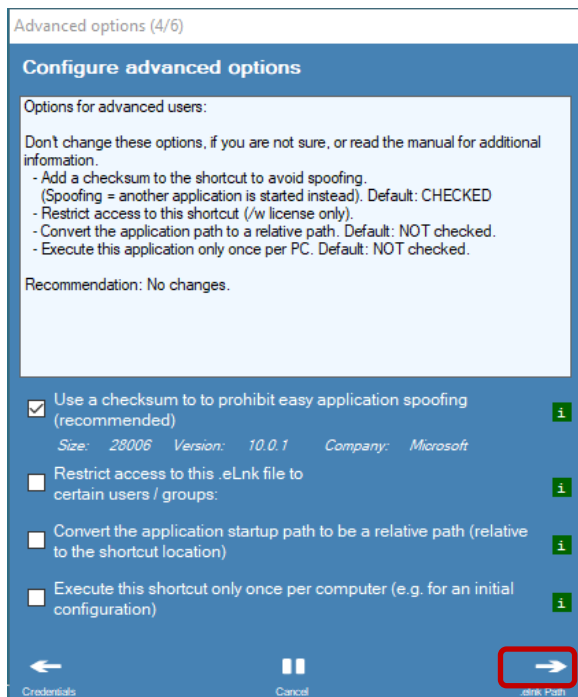 Advanced options (4/6)
Configure advanced options
Options for advanced users:
Don't change these options, if you are not sure, or read the manual for additional
information.
- Add a checksum to the shortcut to avoid spoofing.
(Spoofing = another application is started instead). Default: CHECKED
- Restrict access to this shortcut (/w license only).
- Convert the application path to a relative path. Default: NOT checked.
- Execute this application only once per PC. Default: NOT checked.
Recommendation: No changes.
Use a checksum to to prohibit easy application spoofing
(recommended)
i
Size: 28006 Version: 10.0.1 Company: Microsoft
Restrict access to this .eLnk file to
certain users / groups:
i
Convert the application startup path to be a relative path (relative
to the shortcut location)
i
Execute this shortcut only once per computer (e.g. for an initial
configuration)
i
Credentials Cancel .elnk Path